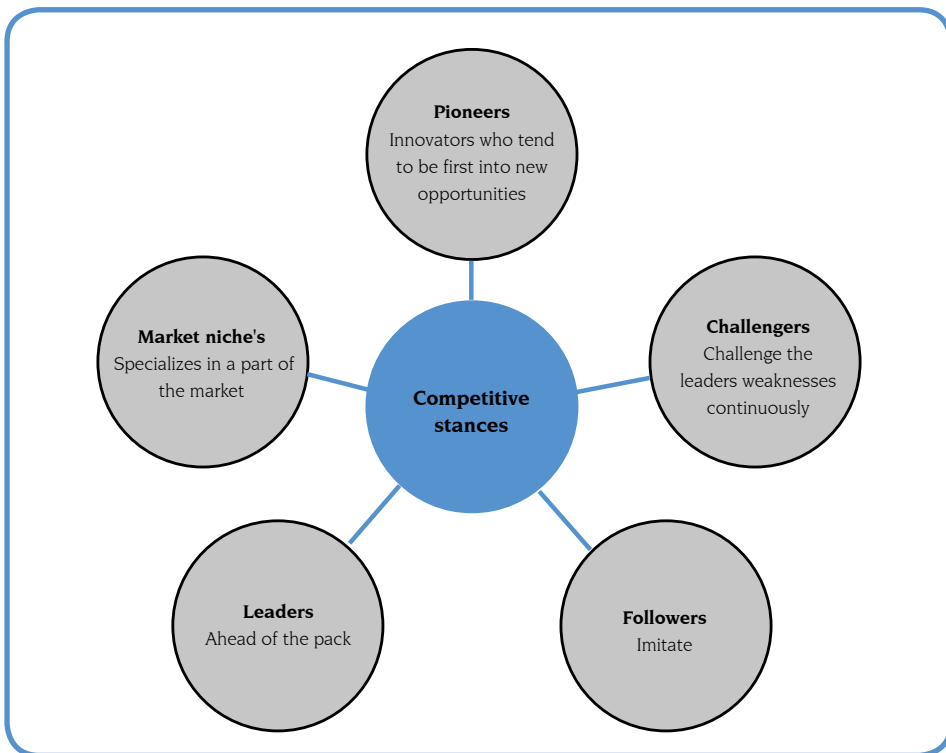 Pioneers
Innovators who tend
to be first into new
opportunities
Market niche's
Specializes in a part of
the market
Challengers
Challenge the
leaders weaknesses
continuously
Competitive
stances
Leaders
Ahead of the pack
Followers
Imitate